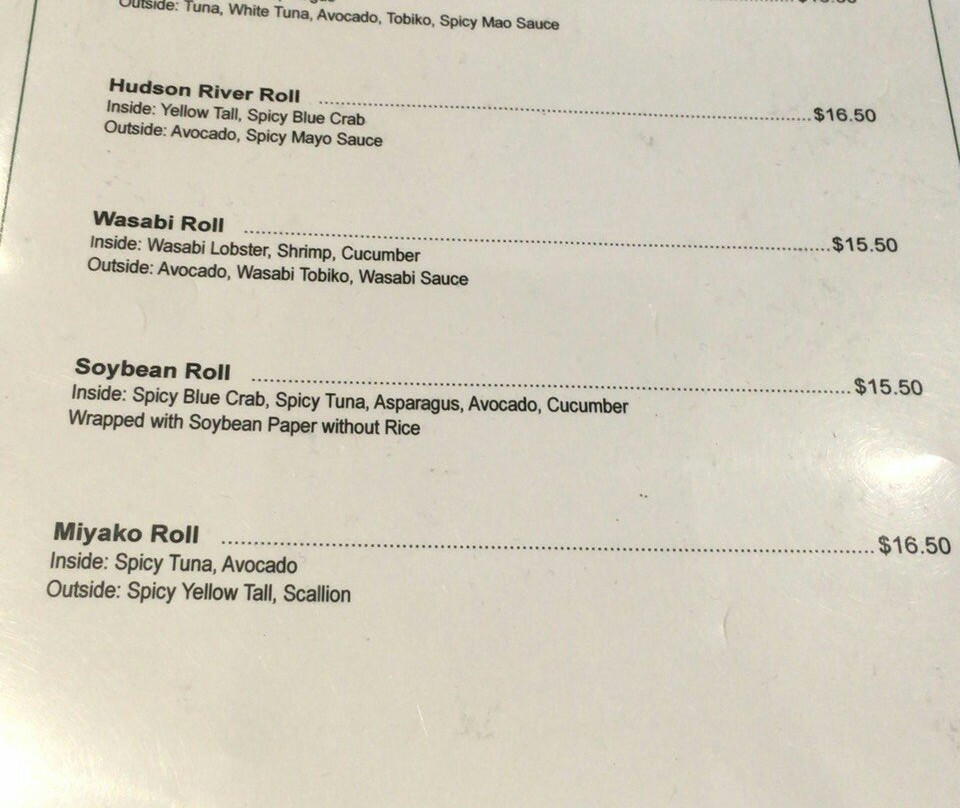 Outside: Tuna, White Tuna, Avocado, Tobiko, Spicy Mao Sauce
Hudson River Roll ........ $16.50
Inside: Yellow Tall, Spicy Blue Crab
Outside: Avocado, Spicy Mayo Sauce
Wasabi Roll ........ $15.50
Inside: Wasabi Lobster, Shrimp, Cucumber
Outside: Avocado, Wasabi Tobiko, Wasabi Sauce
Soybean Roll ........ $15.50
Inside: Spicy Blue Crab, Spicy Tuna, Asparagus, Avocado, Cucumber
Wrapped with Soybean Paper without Rice
Miyako Roll ........ $16.50
Inside: Spicy Tuna, Avocado
Outside: Spicy Yellow Tall, Scallion